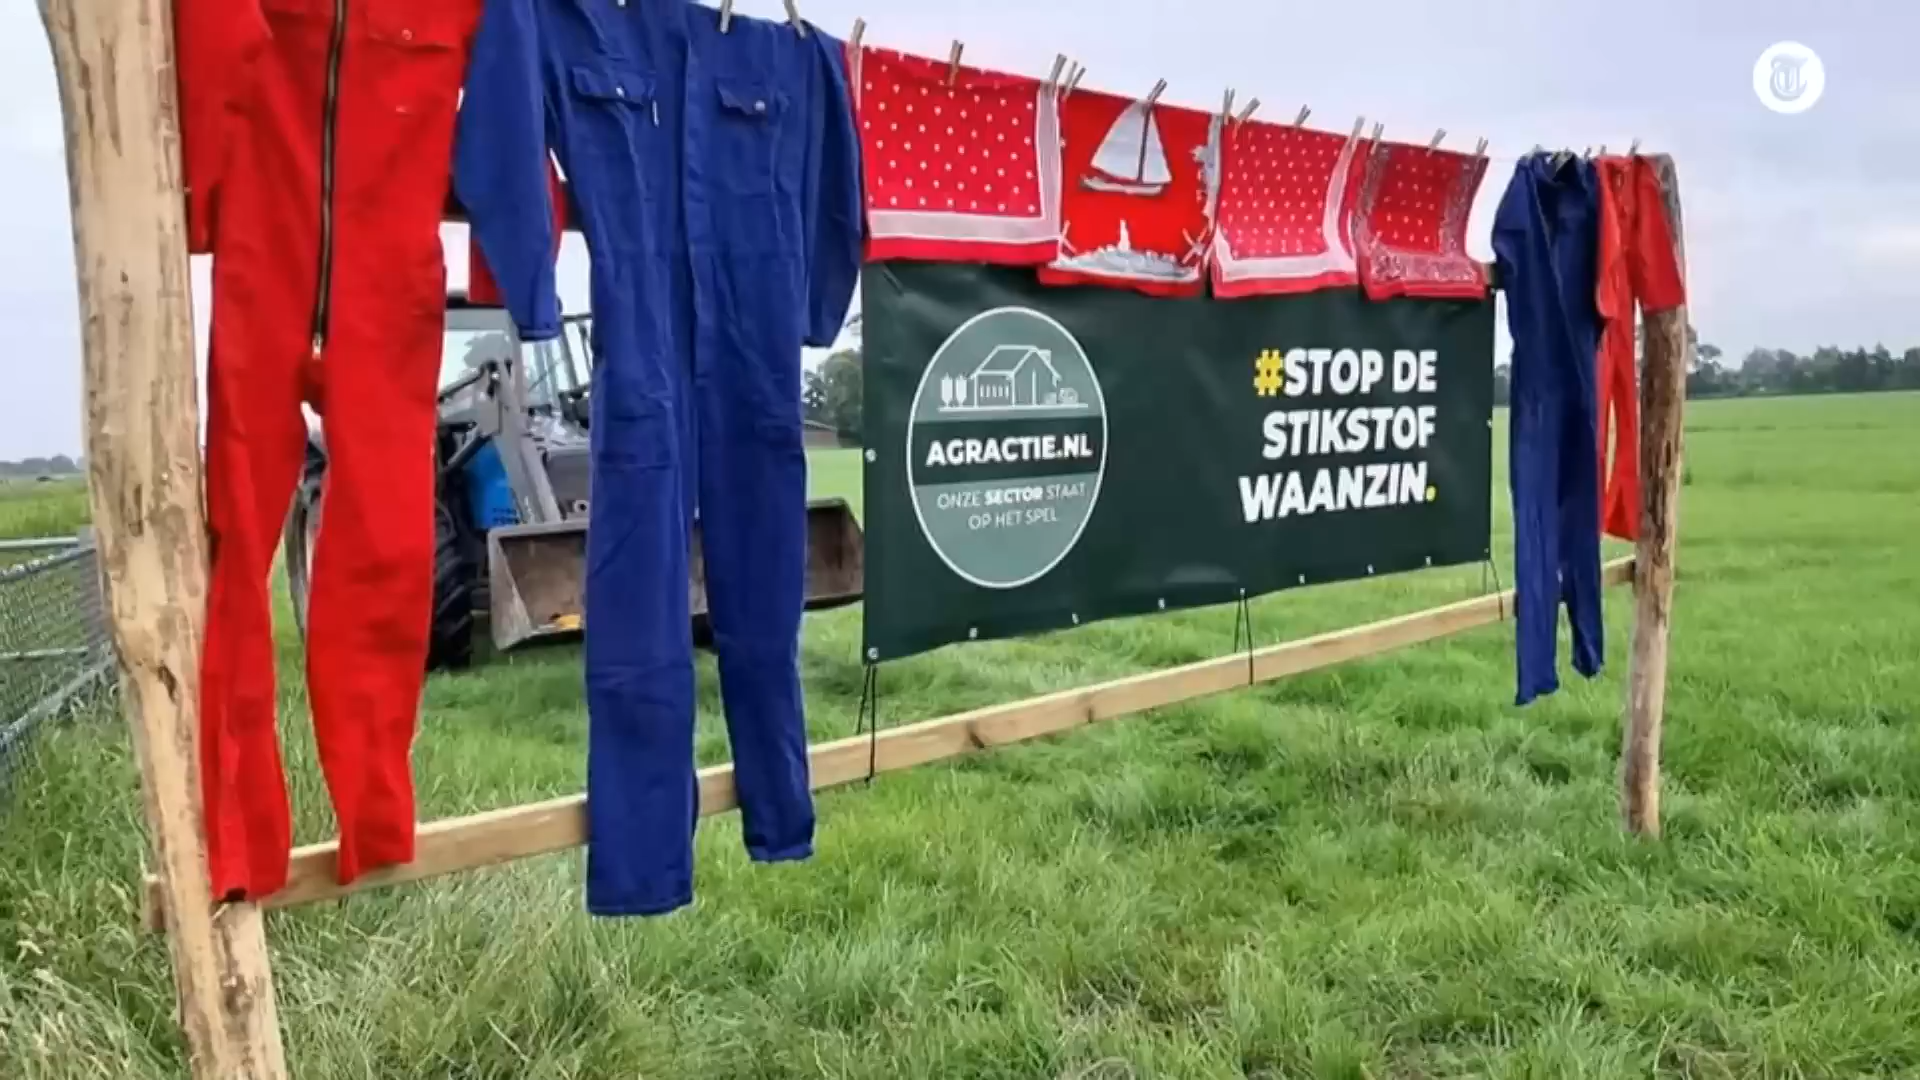 AGRACTIE.NL
ONZE SECTOR STAAT
OP HET SPEL
#STOP DE
STIKSTOF
WAANZIN.
T